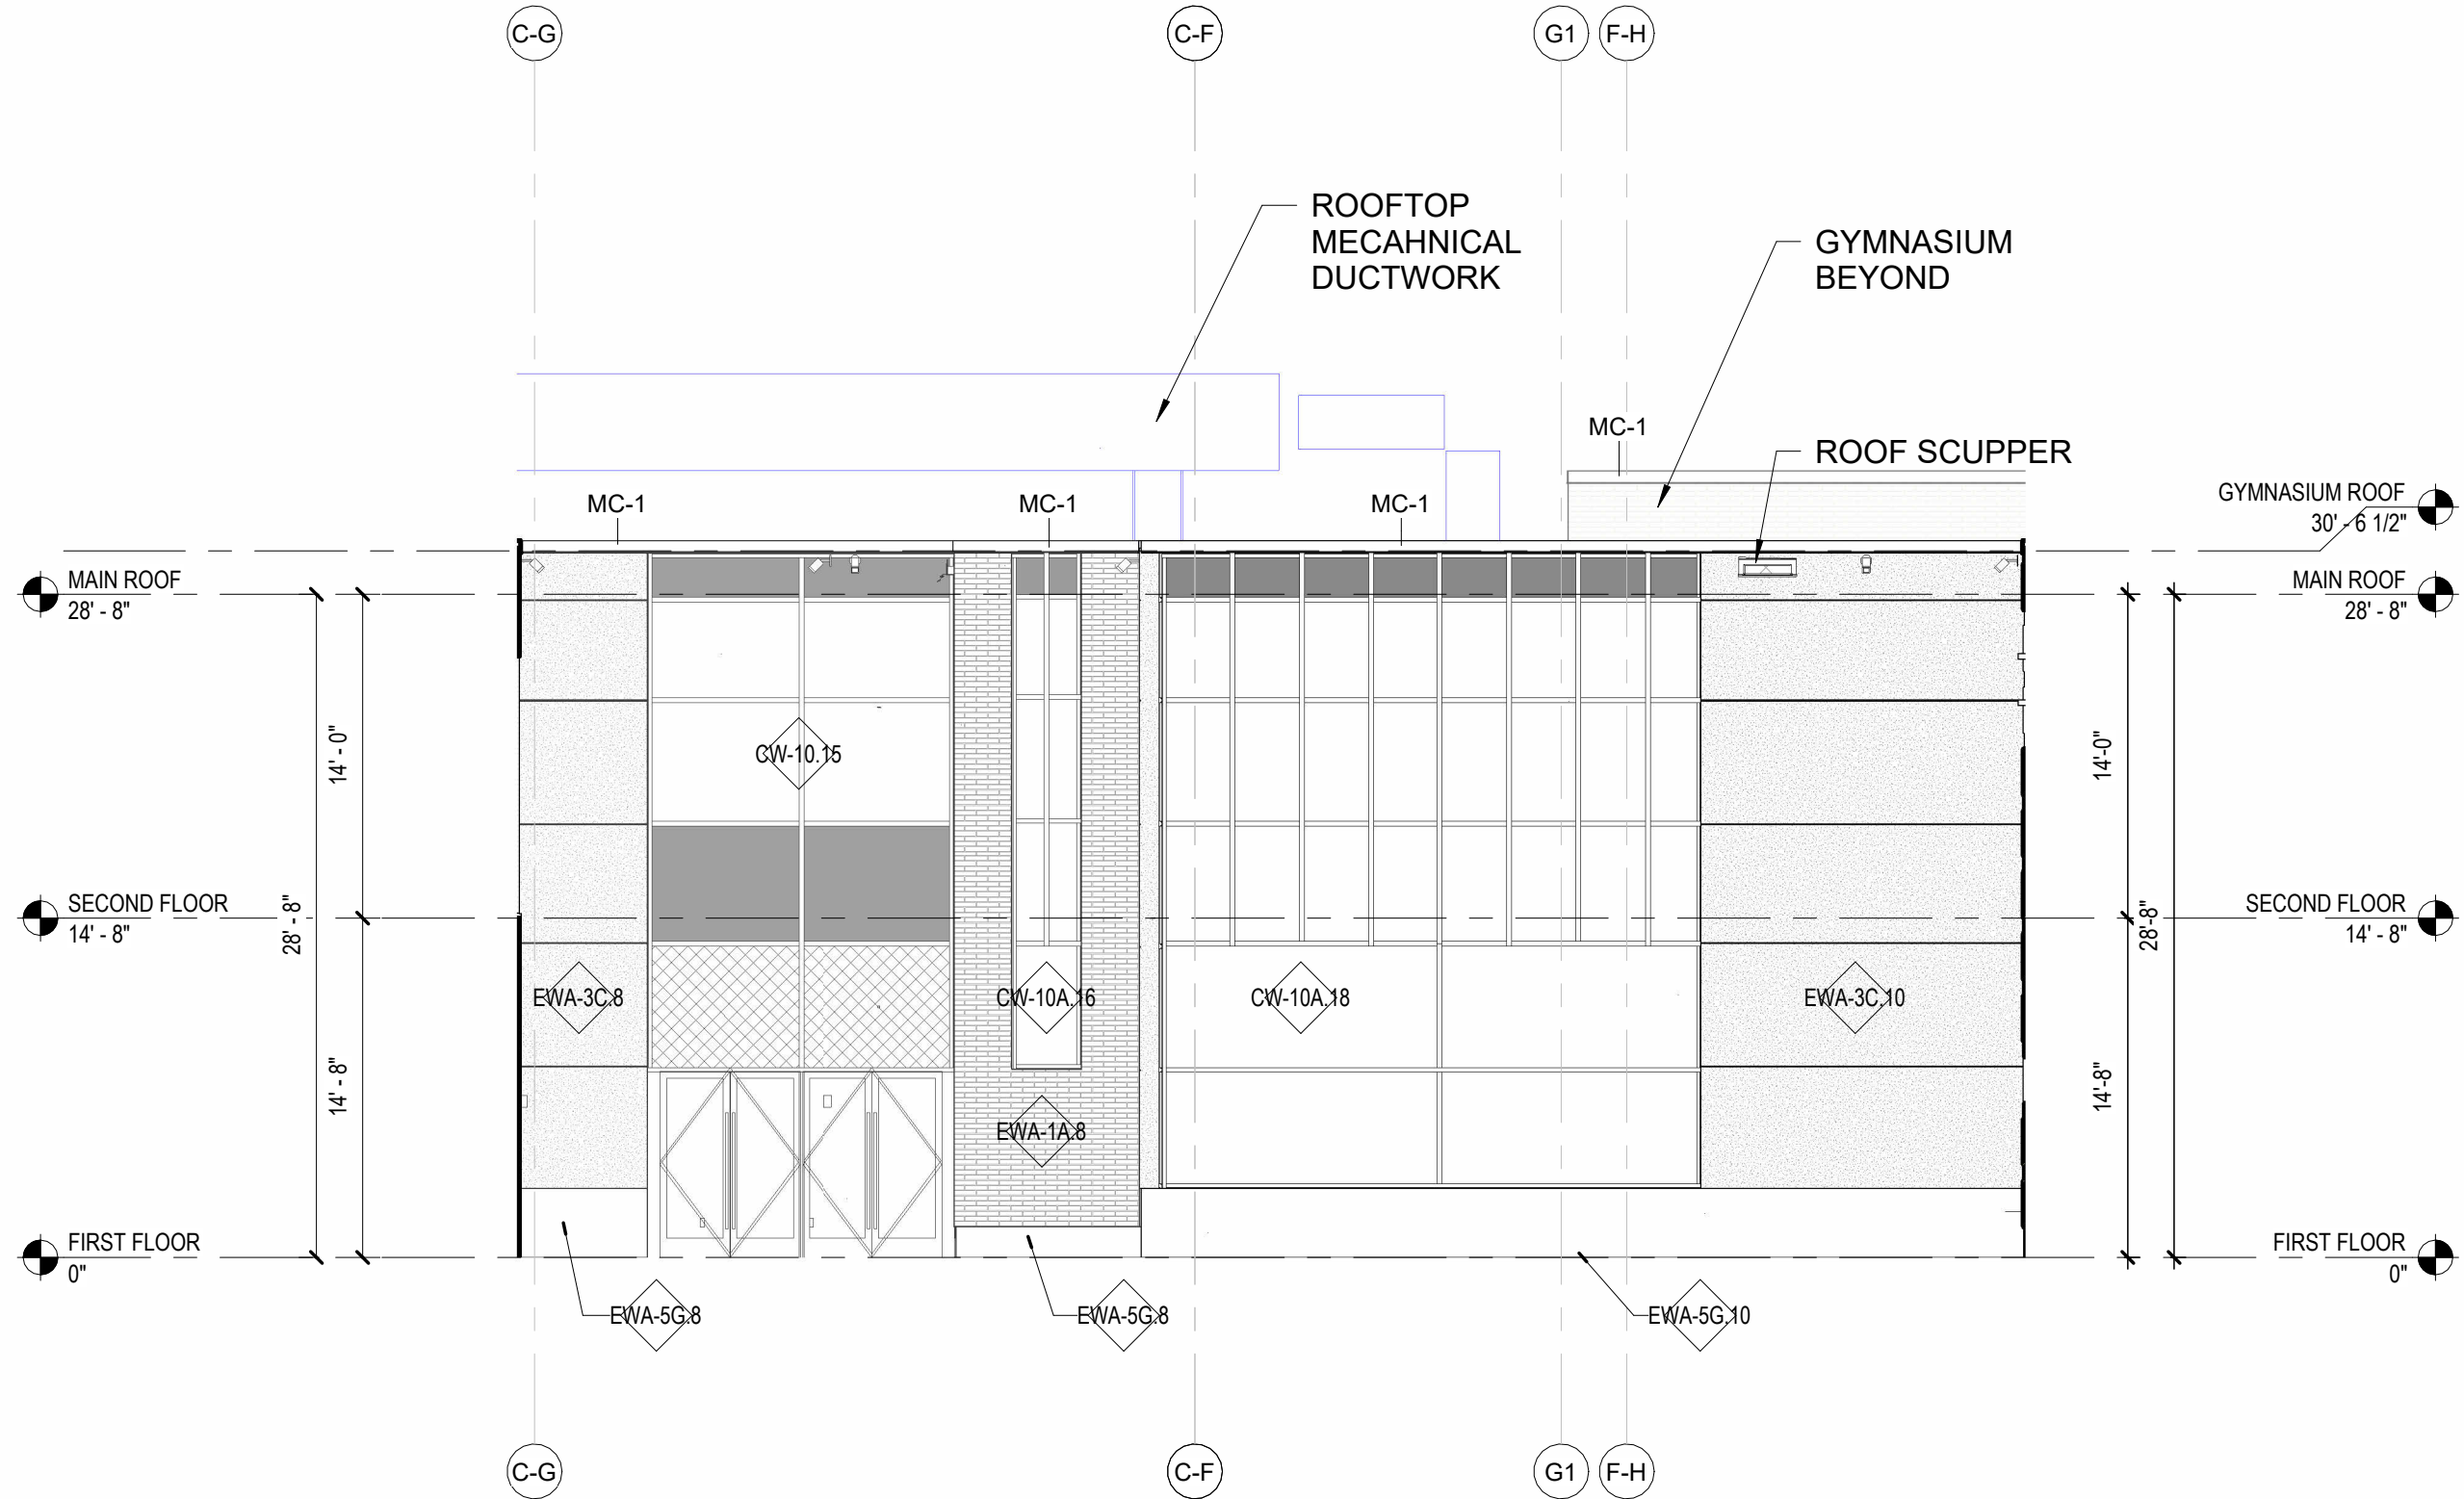 C-G
C-F
G1
F-H
ROOFTOP
MECAHNICAL
DUCTWORK
GYMNASIUM
BEYOND
MC-1
ROOF SCUPPER
MC-1
MC-1
MC-1
GYMNASIUM ROOF
30' - 6 1/2"
MAIN ROOF
28' - 8"
MAIN ROOF
28' - 8"
14' - 0"
CW-10.15
14'-0"
SECOND FLOOR
14' - 8"
28' - 8"
28'-8"
SECOND FLOOR
14' - 8"
EWA-3C.8
CW-10A.16
CW-10A.18
EWA-3C.10
14' - 8"
EWA-1A.8
14'-8"
FIRST FLOOR
0"
FIRST FLOOR
0"
EWA-5G.8
EWA-5G.8
EWA-5G.10
C-G
C-F
G1
F-H